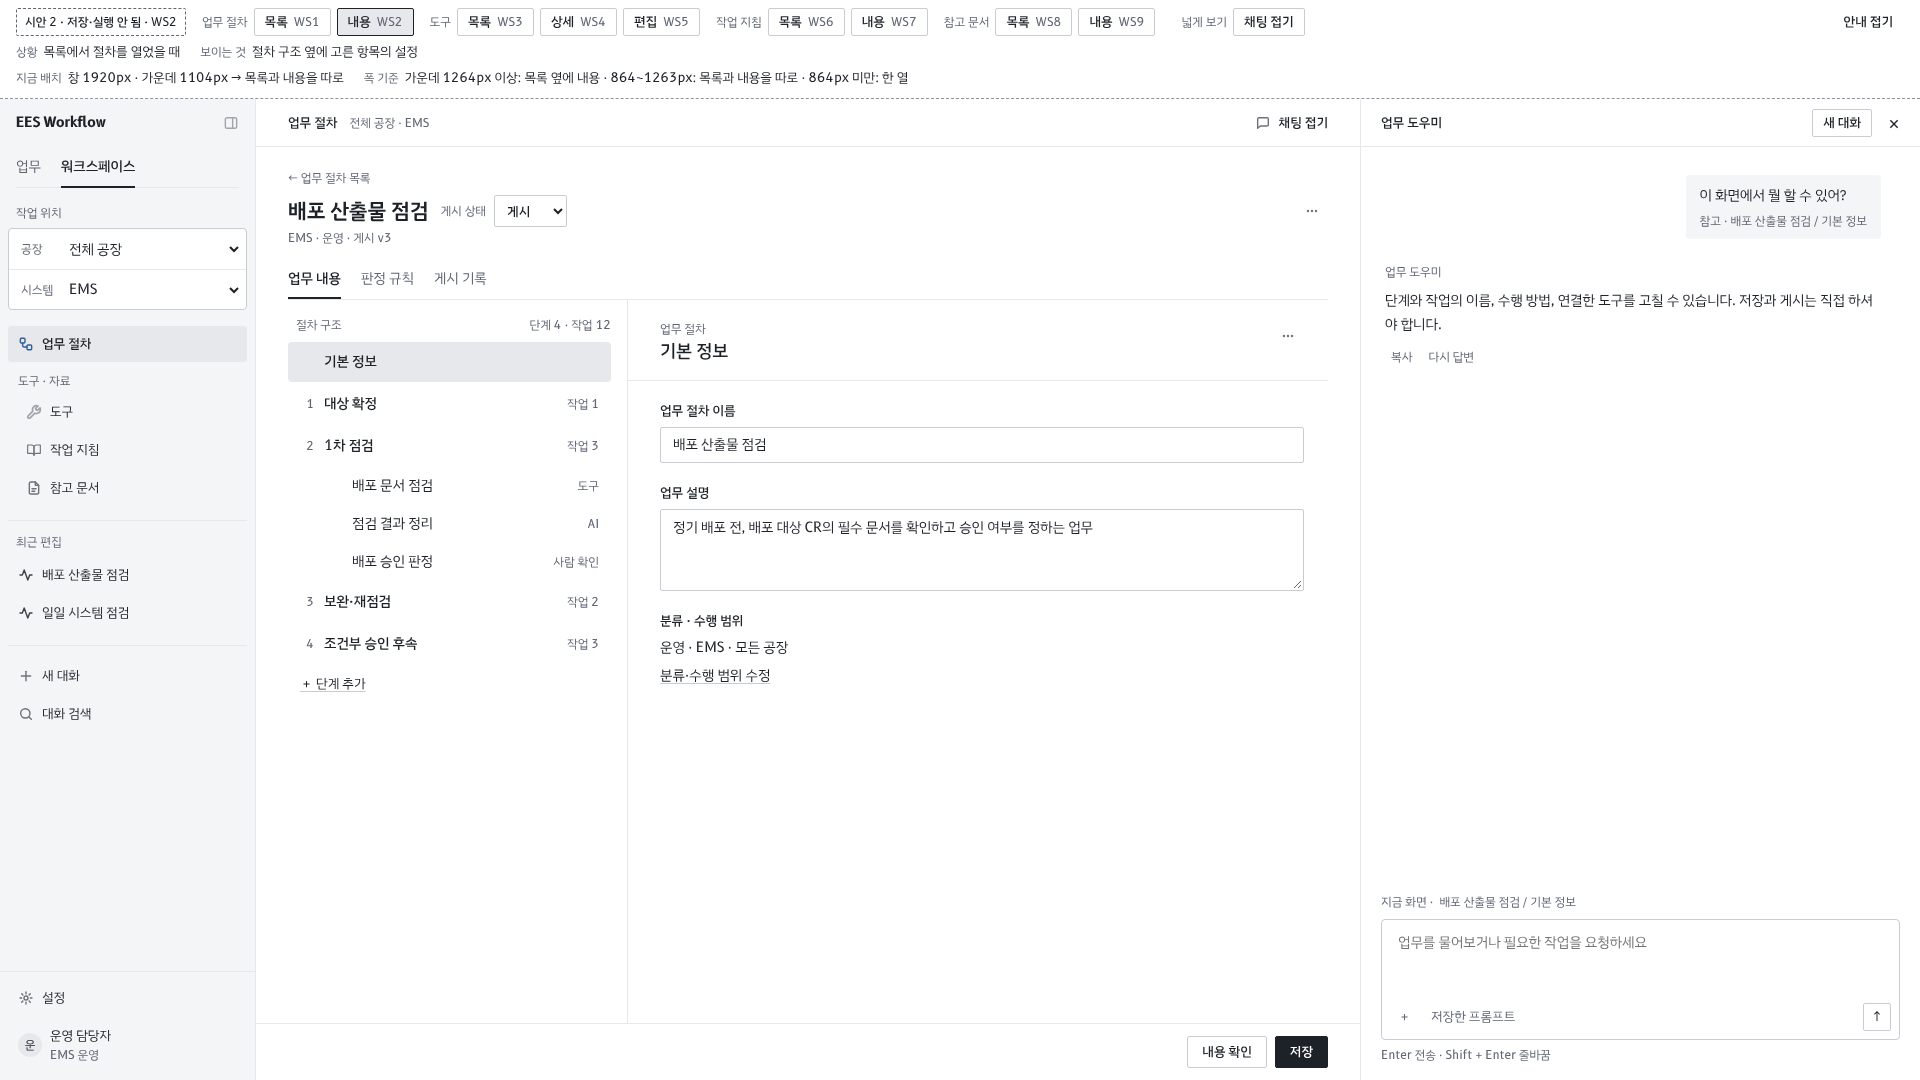 시안 2 · 저장·실행 안 됨 · WS2 업무 절차 목록 WS1 내용 WS2 도구 목록 WS3 상세 WS4 편집 WS5 작업 지침 목록 WS6 내용 WS7 참고 문서 목록 WS8 내용 WS9 넓게 보기 채팅 접기 안내 접기
상황 목록에서 절차를 열었을 때 보이는 것 절차 구조 옆에 고른 항목의 설정
지금 배치 창 1920px · 가운데 1104px → 목록과 내용을 따로 폭 기준 가운데 1264px 이상: 목록 옆에 내용 · 864~1263px: 목록과 내용을 따로 · 864px 미만: 한 열
EES Workflow
업무 워크스페이스
작업 위치
공장 전체 공장
시스템 EMS
업무 절차
도구 · 자료
도구
작업 지침
참고 문서
최근 편집
배포 산출물 점검
일일 시스템 점검
+ 새 대화
대화 검색
설정
운 운영 담당자
EMS 운영
업무 절차 전체 공장 · EMS 채팅 접기
← 업무 절차 목록
배포 산출물 점검 게시 상태 게시 ···
EMS · 운영 · 게시 v3
업무 내용 판정 규칙 게시 기록
절차 구조 단계 4 · 작업 12
기본 정보
1 대상 확정 작업 1
2 1차 점검 작업 3
배포 문서 점검 도구
점검 결과 정리 AI
배포 승인 판정 사람 확인
3 보완·재점검 작업 2
4 조건부 승인 후속 작업 3
+ 단계 추가
업무 절차
기본 정보 ···
업무 절차 이름
배포 산출물 점검
업무 설명
정기 배포 전, 배포 대상 CR의 필수 문서를 확인하고 승인 여부를 정하는 업무
분류 · 수행 범위
운영 · EMS · 모든 공장
분류·수행 범위 수정
내용 확인 저장
업무 도우미 새 대화 ×
이 화면에서 뭘 할 수 있어?
참고 · 배포 산출물 점검 / 기본 정보
업무 도우미
단계와 작업의 이름, 수행 방법, 연결한 도구를 고칠 수 있습니다. 저장과 게시는 직접 하셔
야 합니다.
복사 다시 답변
지금 화면 · 배포 산출물 점검 / 기본 정보
업무를 물어보거나 필요한 작업을 요청하세요
+ 저장한 프롬프트 ↑
Enter 전송 · Shift + Enter 줄바꿈